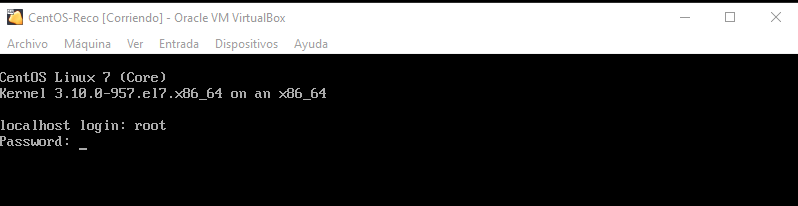 CentOS-Reco [Corriendo] - Oracle VM VirtualBox
Archivo Máquina Ver Entrada Dispositivos Ayuda
CentOS Linux 7 (Core)
Kernel 3.10.0-957.el7.x86_64 on an x86_64
localhost login: root
Password: _